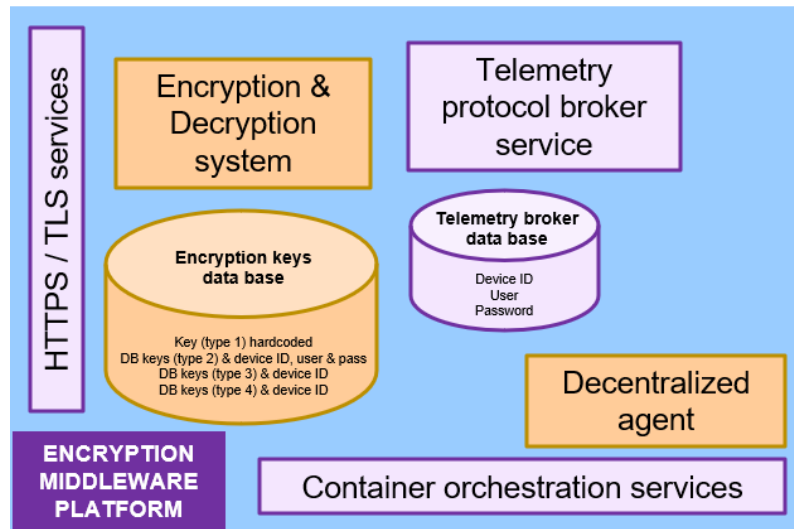 HTTPS / TLS services
Encryption &
Decryption
system
Telemetry
protocol broker
service
Encryption keys
data base
Key (type 1) hardcoded
DB keys (type 2) & device ID, user & pass
DB keys (type 3) & device ID
DB keys (type 4) & device ID
Telemetry broker
data base
Device ID
User
Password
Decentralized
agent
ENCRYPTION
MIDDLEWARE
PLATFORM
Container orchestration services